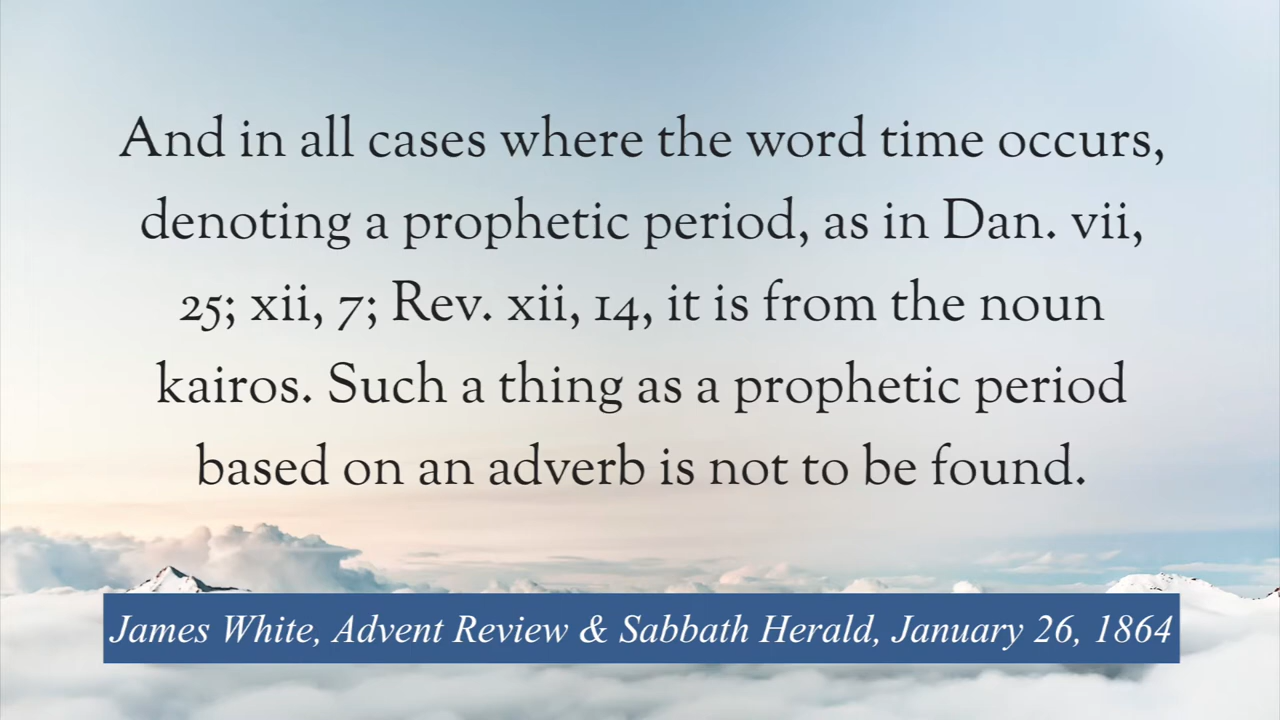 And in all cases where the word time occurs,
denoting a prophetic period, as in Dan. vii,
25; xii, 7; Rev. xii, 14, it is from the noun
kairos. Such a thing as a prophetic period
based on an adverb is not to be found.
James White, Advent Review & Sabbath Herald, January 26, 1864